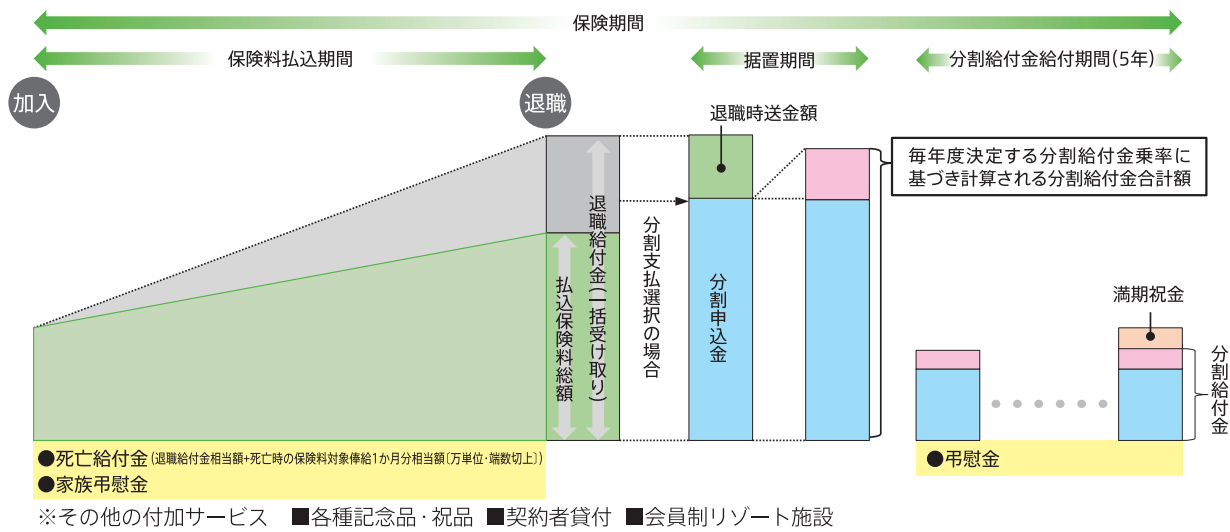 保険期間
保険料払込期間
据置期間
分割給付金給付期間(5年)
加入
退職
退職時送金額
毎年度決定する分割給付金乗率に
基づき計算される分割給付金合計額
退職給付金(一括受け取り)
払込保険料総額
分割支払選択の場合
分割申込金
満期祝金
分割給付金
●死亡給付金(退職給付金相当額+死亡時の保険料対象俸給1か月分相当額〔万単位・端数切上〕)
●家族弔慰金
●弔慰金
※その他の付加サービス ■各種記念品・祝品 ■契約者貸付 ■会員制リゾート施設